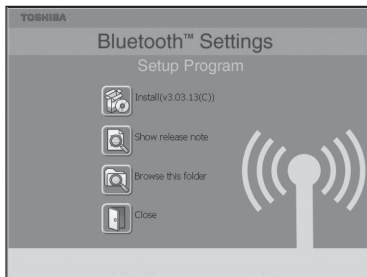 TOSHIBA
Bluetooth™ Settings
Setup Program
Install(v3.03.13(C))
Show release note
Browse this folder
Close